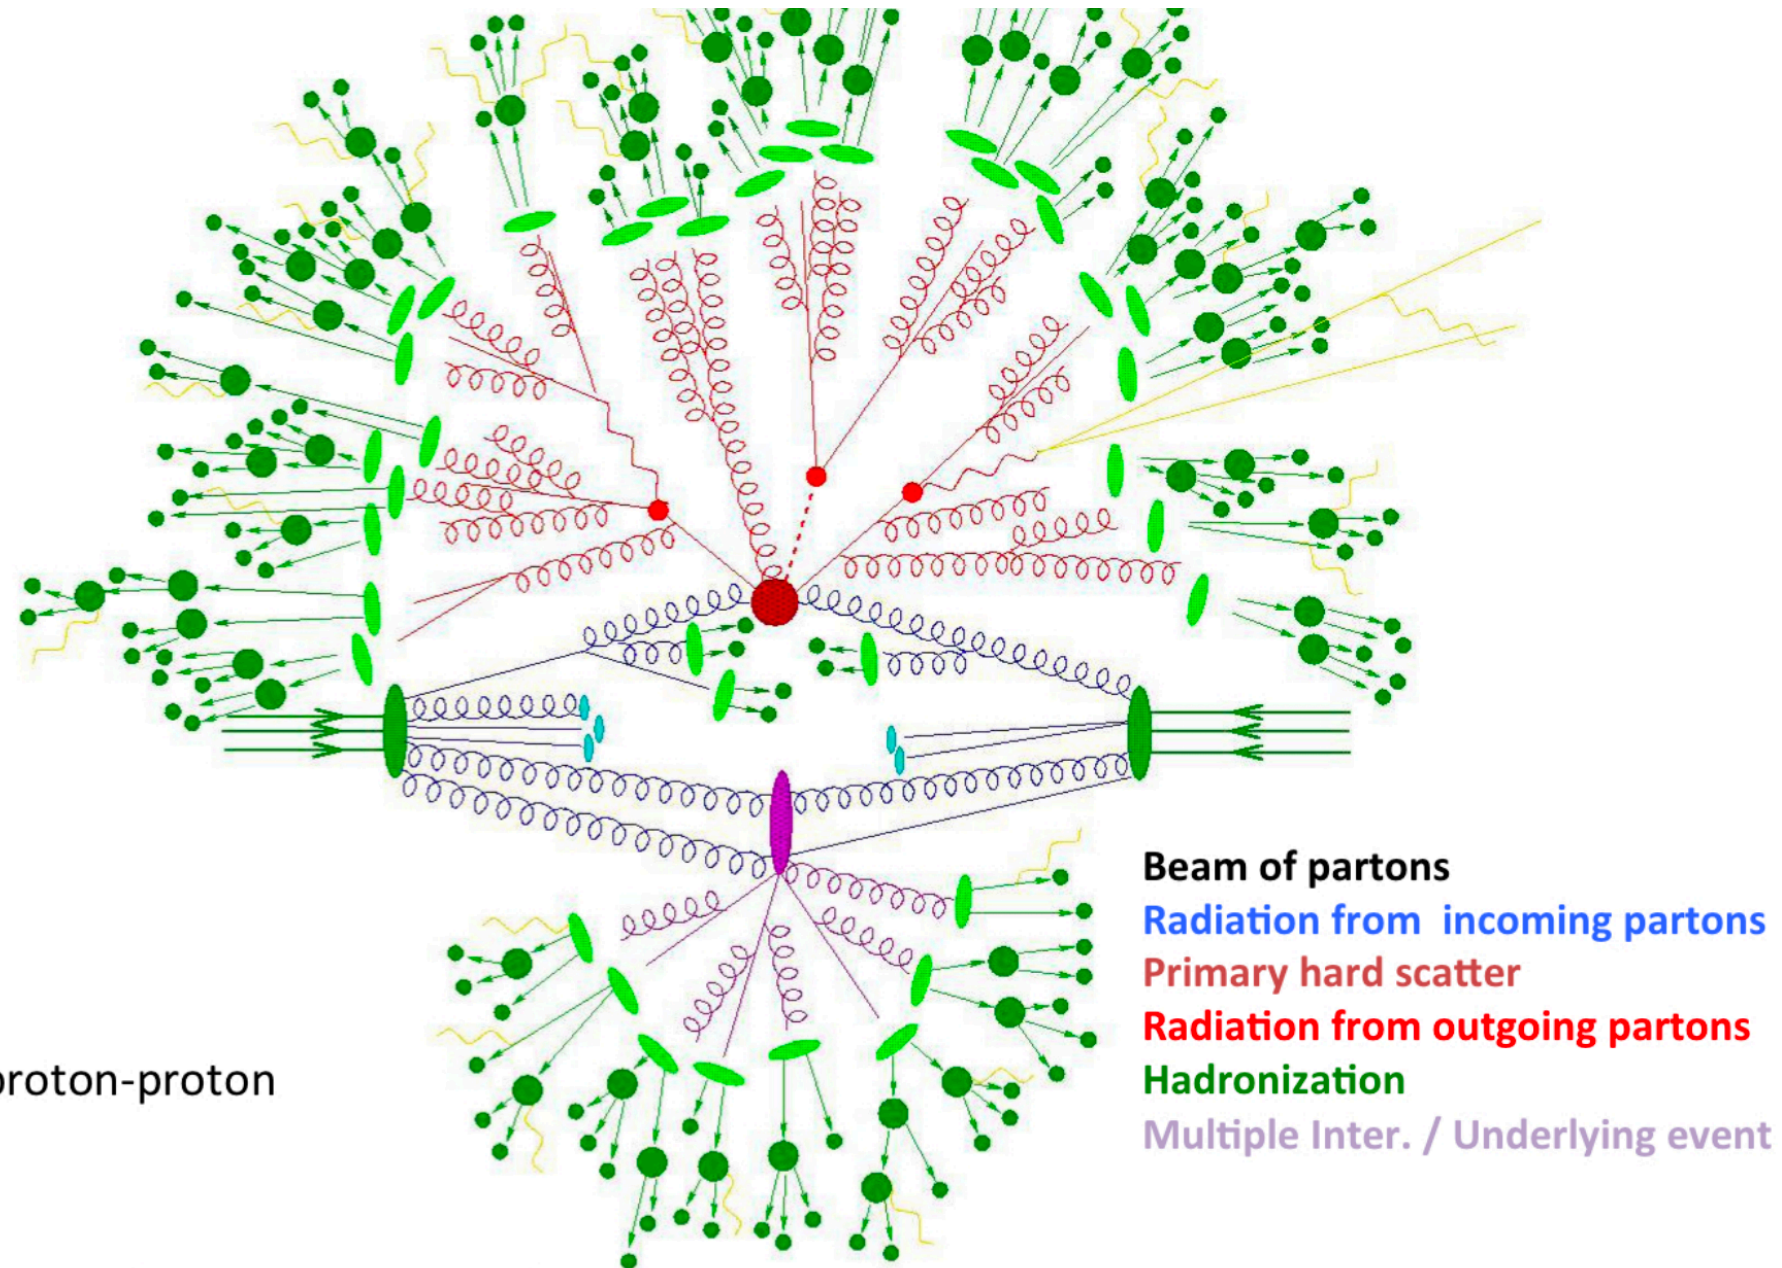 Beam of partons
Radiation from incoming partons
Primary hard scatter
Radiation from outgoing partons
Hadronization
proton-proton
Multiple Inter. / Underlying event